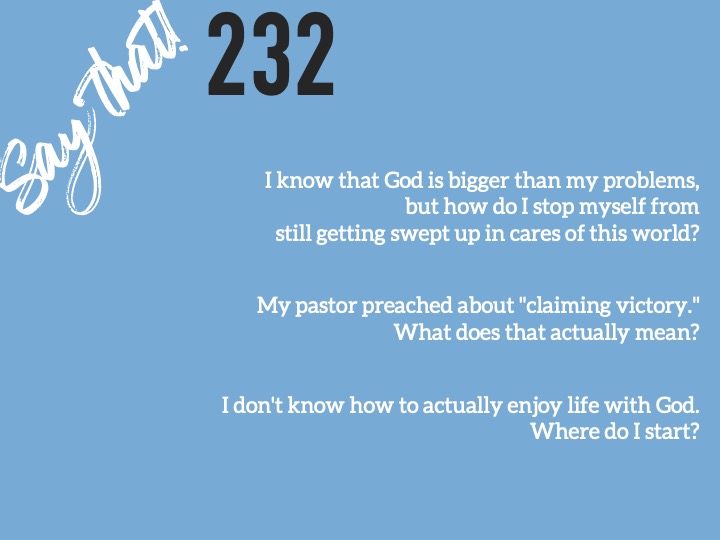 Say that!
232
I know that God is bigger than my problems,
but how do I stop myself from
still getting swept up in cares of this world?
My pastor preached about "claiming victory."
What does that actually mean?
I don't know how to actually enjoy life with God.
Where do I start?